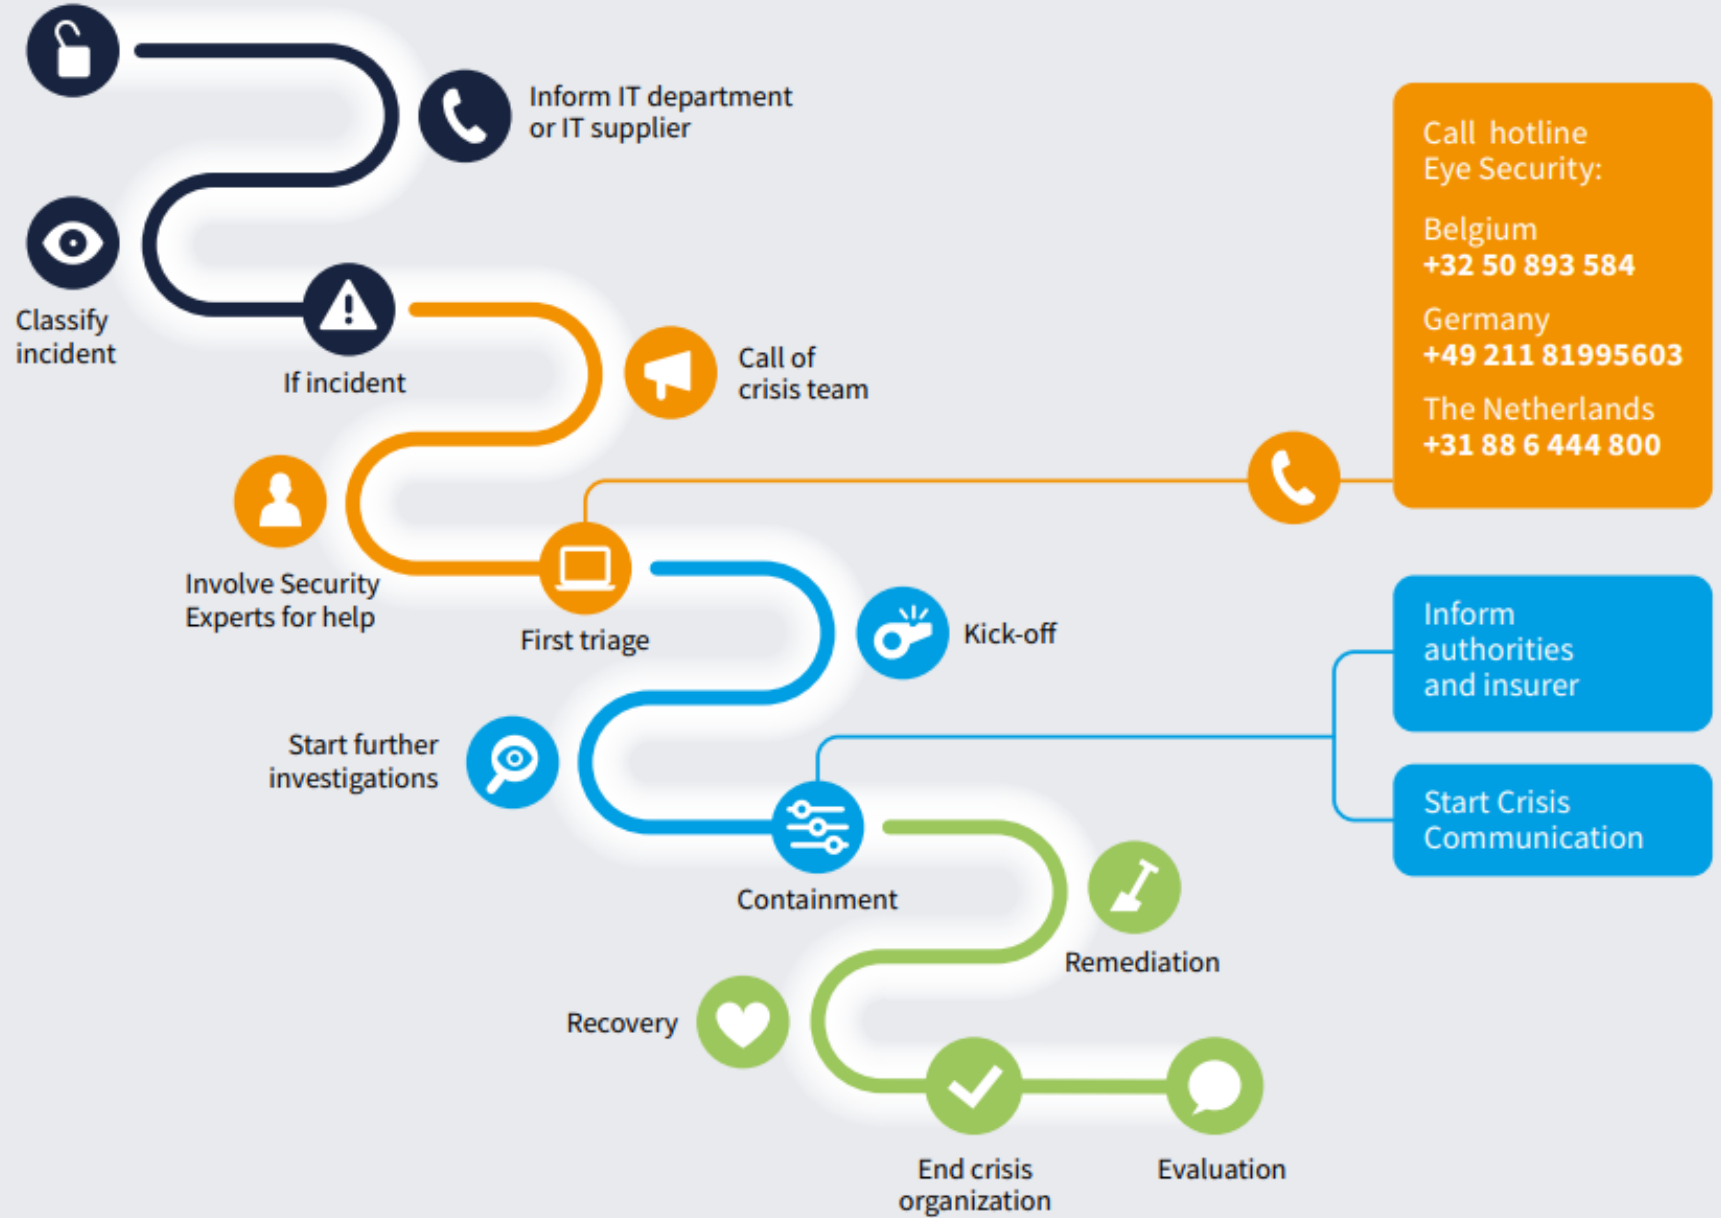 Inform IT department
or IT supplier
Classify
incident
If incident
Call of
crisis team
Involve Security
Experts for help
First triage
Call hotline
Eye Security:
Belgium
+32 50 893 584
Germany
+49 211 81995603
The Netherlands
+31 88 6 444 800
Kick-off
Start further
investigations
Containment
Inform
authorities
and insurer
Start Crisis
Communication
Remediation
Recovery
End crisis
organization
Evaluation